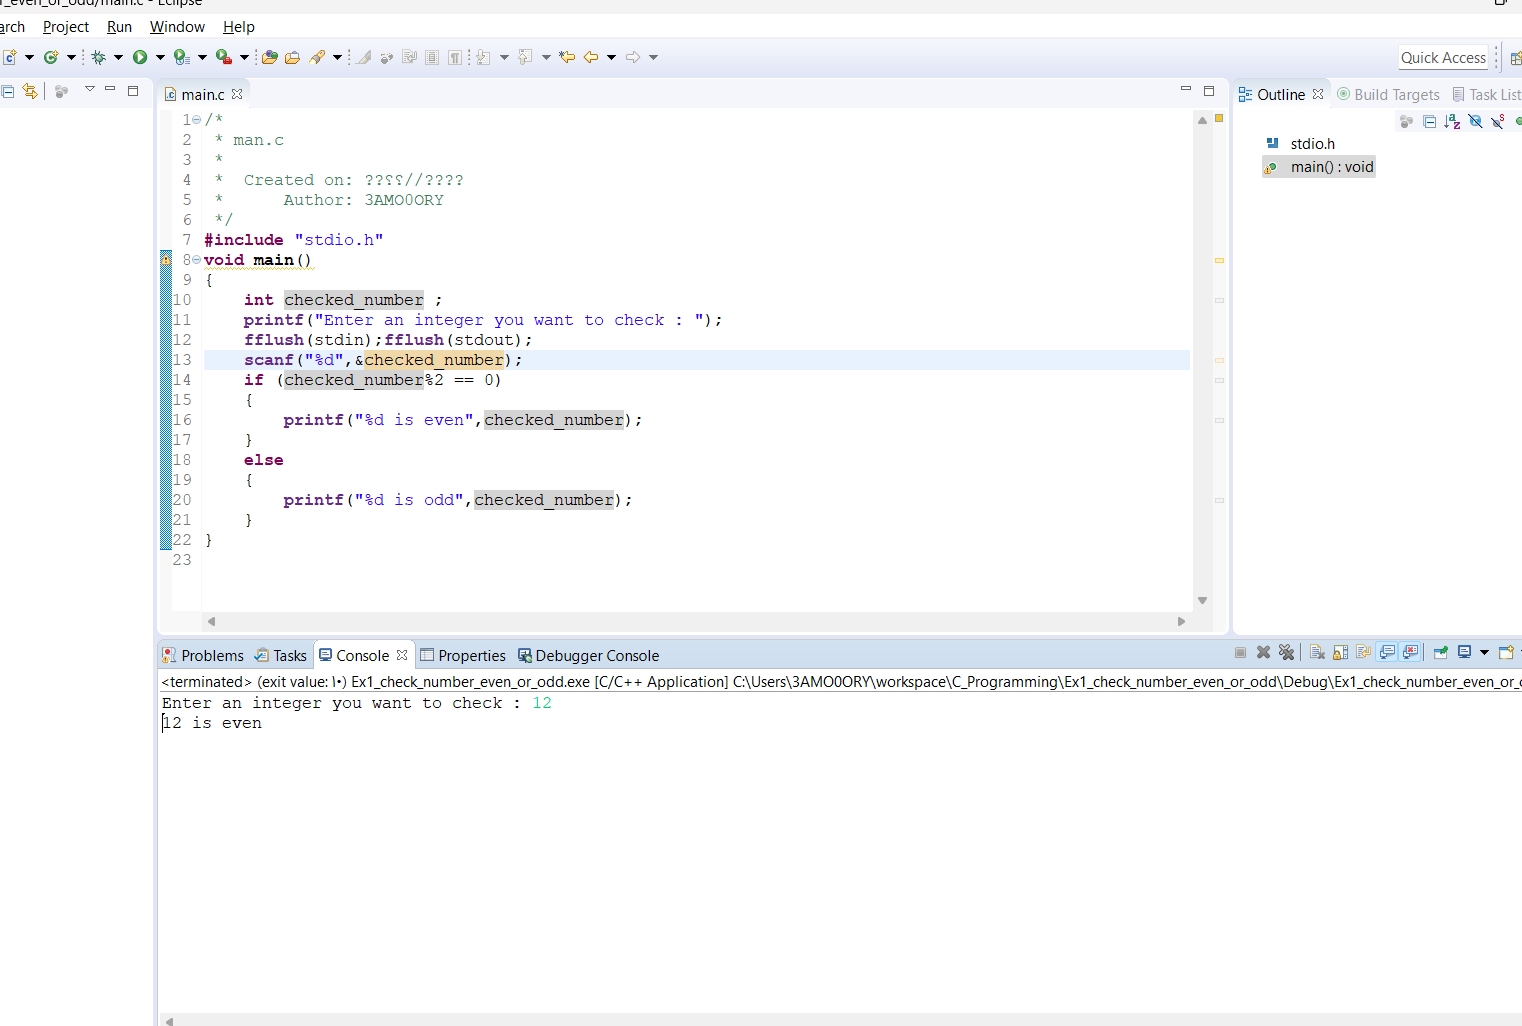 r_even_or_odd/main.c - Eclipse
arch Project Run Window Help
Quick Access
main.c
1 /*
2  * man.c
3  *
4  *  Created on: ??؟؟//????
5  *      Author: 3AMO0ORY
6  */
7 #include "stdio.h"
8 void main()
9 {
10     int checked_number ;
11     printf("Enter an integer you want to check : ");
12     fflush(stdin);fflush(stdout);
13     scanf("%d",&checked_number);
14     if (checked_number%2 == 0)
15     {
16         printf("%d is even",checked_number);
17     }
18     else
19     {
20         printf("%d is odd",checked_number);
21     }
22 }
23
Outline Build Targets Task List
stdio.h
main() : void
Problems Tasks Console Properties Debugger Console
<terminated> (exit value: ١٠) Ex1_check_number_even_or_odd.exe [C/C++ Application] C:\Users\3AMO0ORY\workspace\C_Programming\Ex1_check_number_even_or_odd\Debug\Ex1_check_number_even_or_
Enter an integer you want to check : 12
12 is even